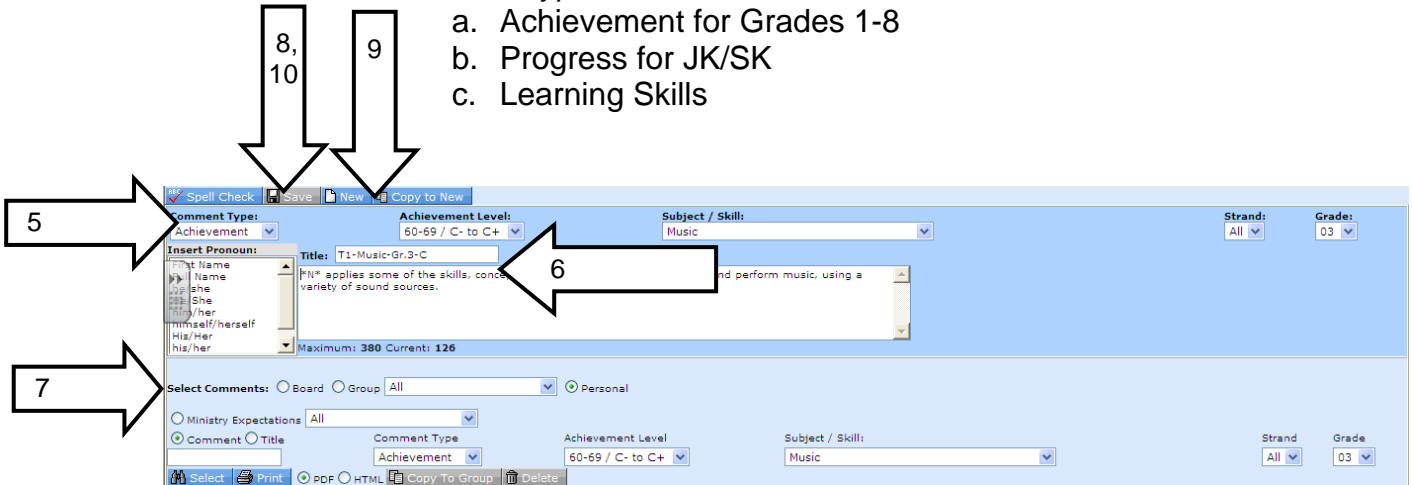 a. Achievement for Grades 1-8
8, 9
10
b. Progress for JK/SK
c. Learning Skills
Spell Check Save New Copy to New
5
Comment Type: Achievement Level: Subject / Skill: Strand: Grade:
Achievement 60-69 / C- to C+ Music All 03
Insert Pronoun:
Title: T1-Music-Gr.3-C
First Name
Name
he/she
/She
him/her
himself/herself
His/Her
his/her
*N* applies some of the skills, 6 nd perform music, using a
variety of sound sources.
Maximum: 380 Current: 126
7
Select Comments: Board Group All Personal
Ministry Expectations All
Comment Title Comment Type Achievement Level Subject / Skill: Strand Grade
Achievement 60-69 / C- to C+ Music All 03
Select Print PDF HTML Copy To Group Delete